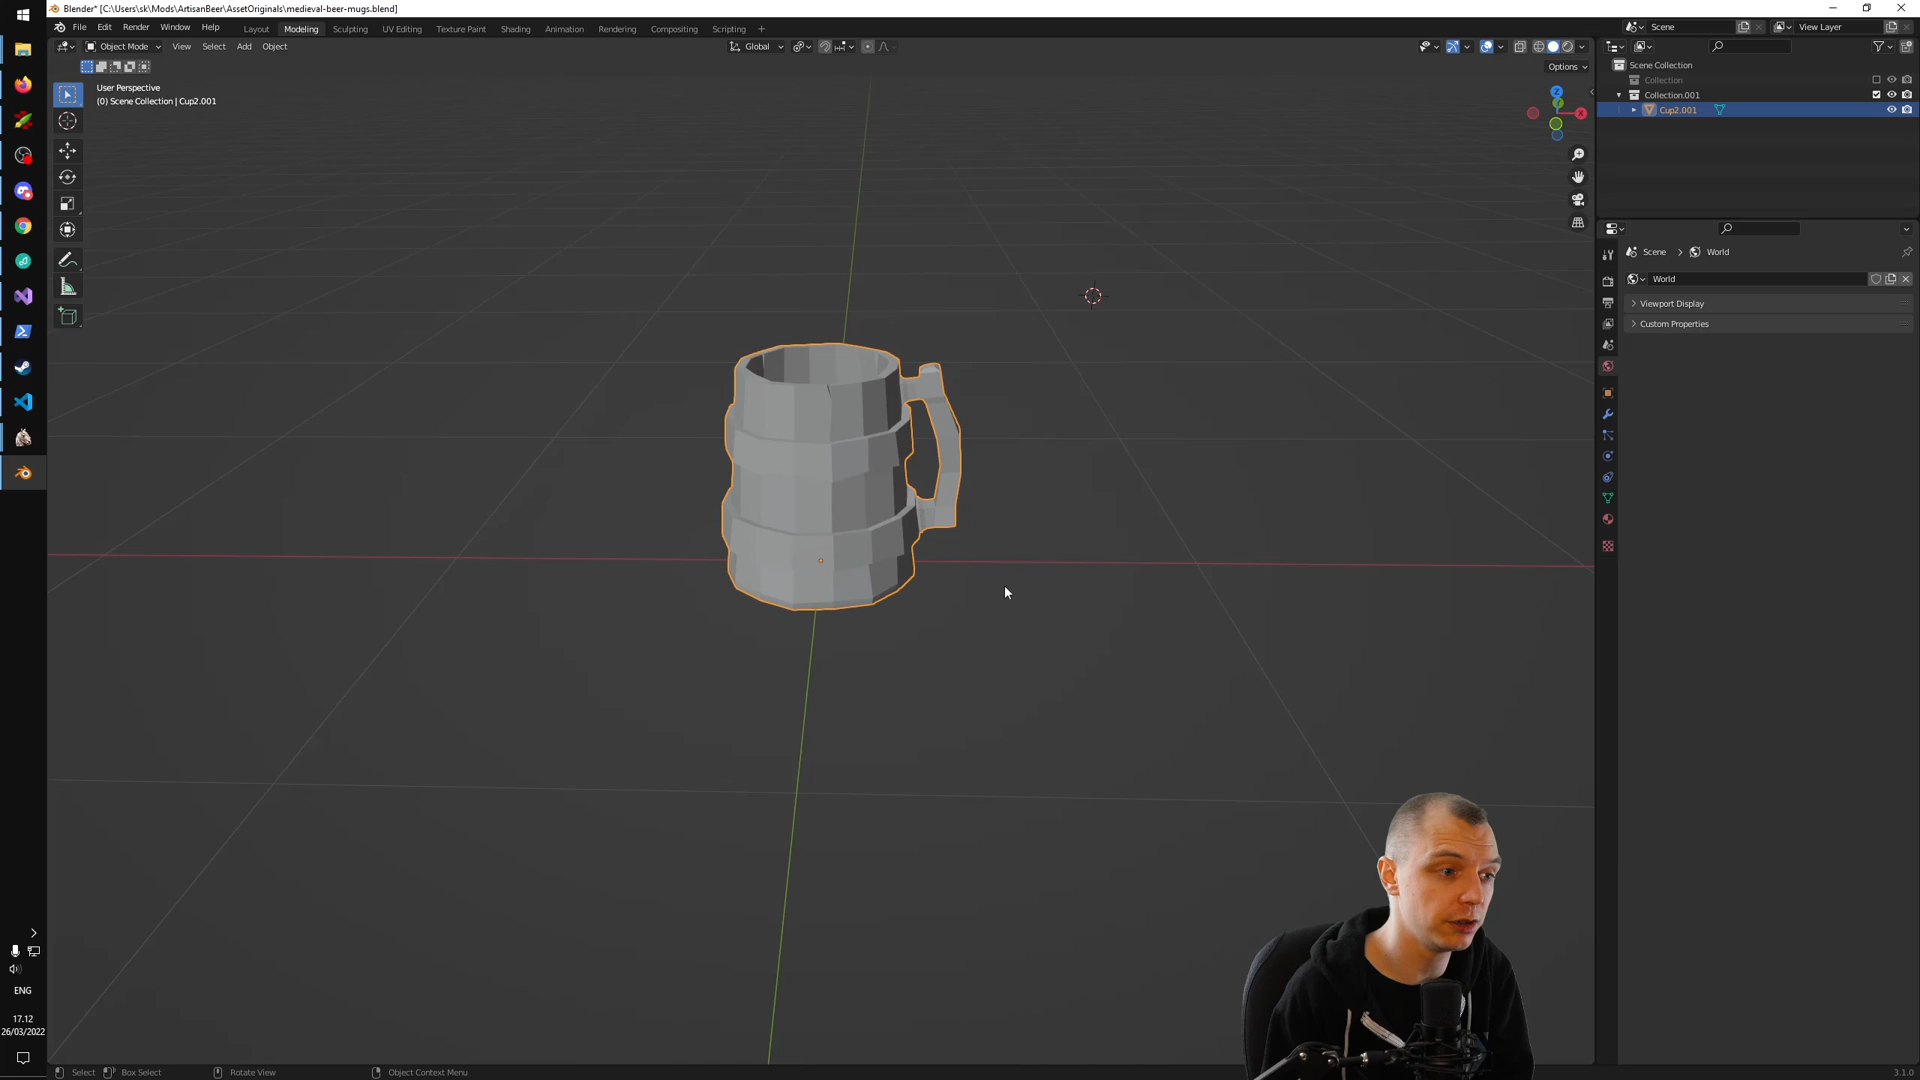 Blender* [C:\Users\sk\Mods\ArtisanBeer\AssetOriginals\medieval-beer-mugs.blend]
File Edit Render Window Help Layout Modeling Sculpting UV Editing Texture Paint Shading Animation Rendering Compositing Scripting + Scene View Layer
Object Mode View Select Add Object Global
Options
User Perspective
(0) Scene Collection | Cup2.001
Z
Y
X
Scene Collection
Collection
Collection.001
Cup2.001
Scene > World
World
Viewport Display
Custom Properties
ENG
17.12
26/03/2022
Select Box Select Rotate View Object Context Menu 3.1.0